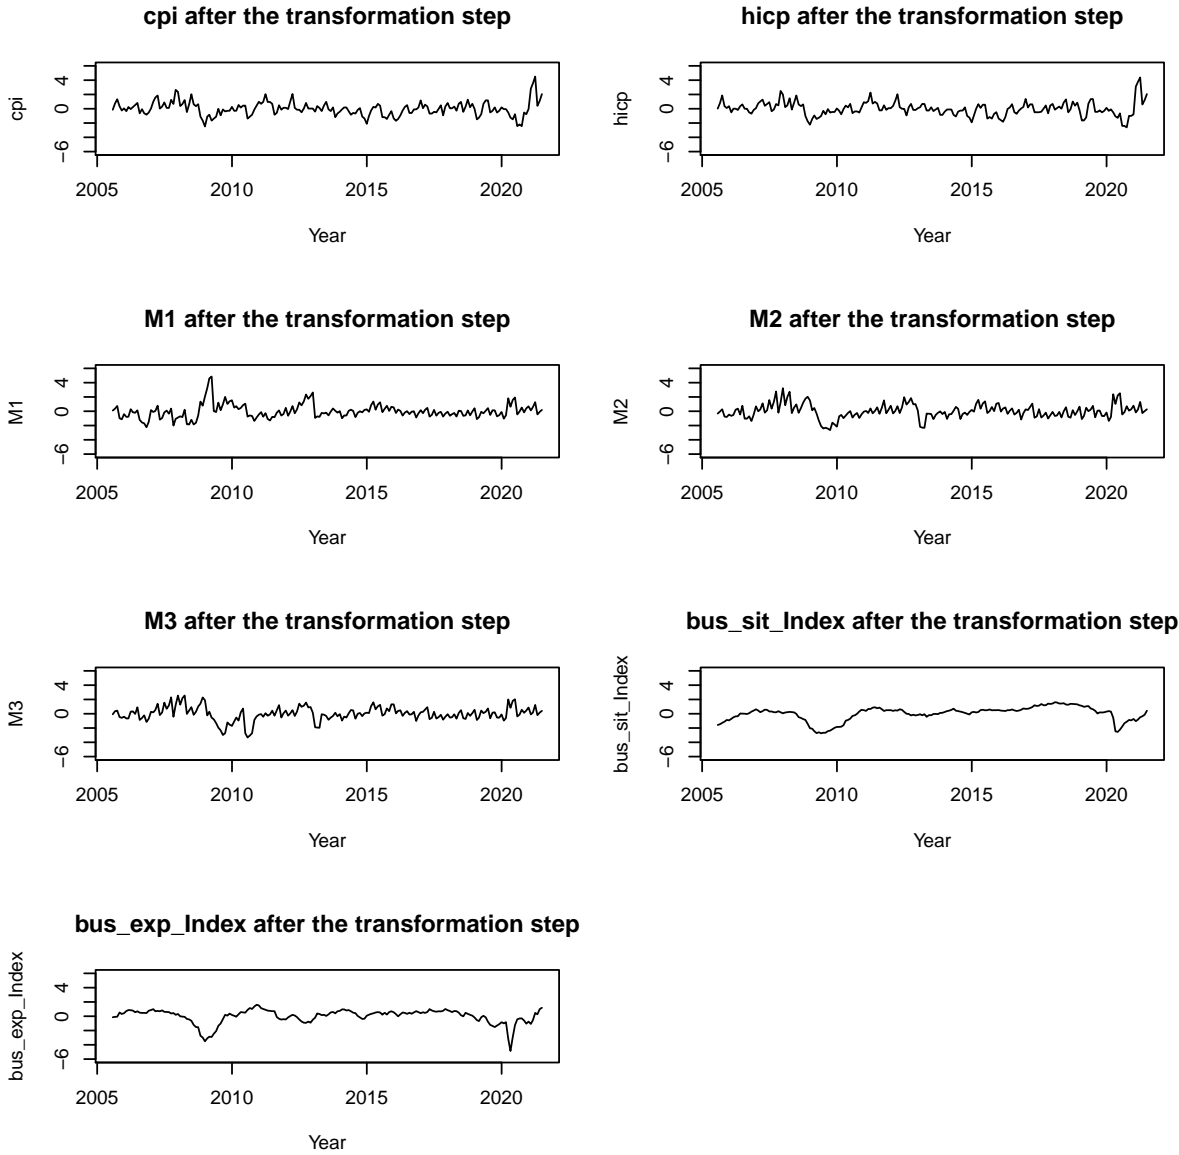 cpi after the transformation step
cpi
4
0
−6
2005 2010 2015 2020
Year
hicp after the transformation step
hicp
4
0
−6
2005 2010 2015 2020
Year
M1 after the transformation step
M1
4
0
−6
2005 2010 2015 2020
Year
M2 after the transformation step
M2
4
0
−6
2005 2010 2015 2020
Year
M3 after the transformation step
M3
4
0
−6
2005 2010 2015 2020
Year
bus_sit_Index after the transformation step
bus_sit_Index
4
0
−6
2005 2010 2015 2020
Year
bus_exp_Index after the transformation step
bus_exp_Index
4
0
−6
2005 2010 2015 2020
Year